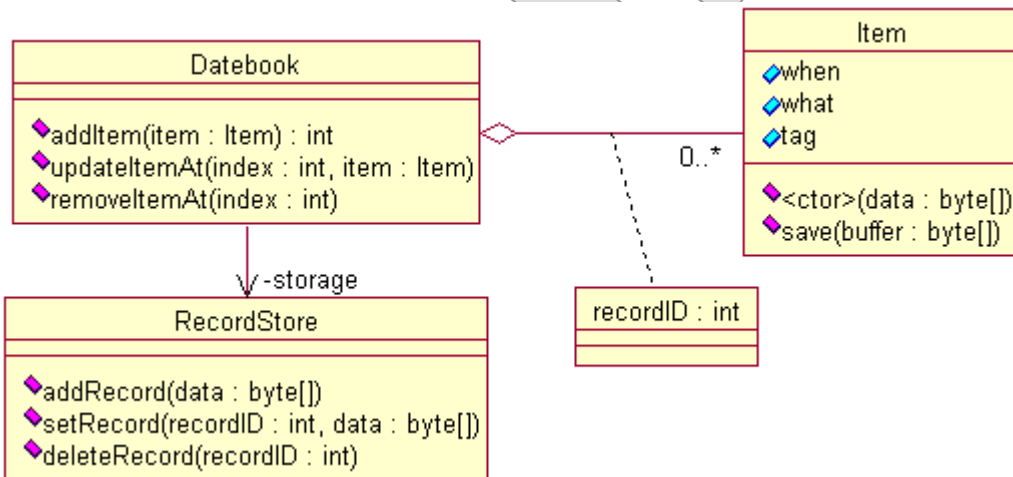 Datebook
addItem(item : Item) : int
updateItemAt(index : int, item : Item)
removeItemAt(index : int)
Item
when
what
tag
<ctor>(data : byte[])
save(buffer : byte[])
0..*
-storage
recordID : int
RecordStore
addRecord(data : byte[])
setRecord(recordID : int, data : byte[])
deleteRecord(recordID : int)